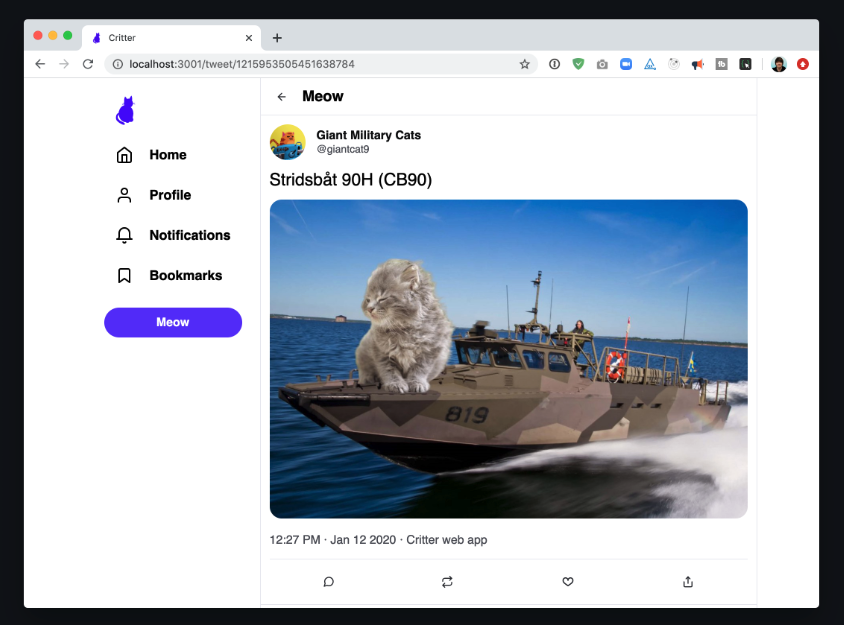 Critter
localhost:3001/tweet/1215953505451638784
Meow
Giant Military Cats
@giantcat9
Home
Stridsbåt 90H (CB90)
Profile
Notifications
Bookmarks
Meow
819
12:27 PM · Jan 12 2020 · Critter web app